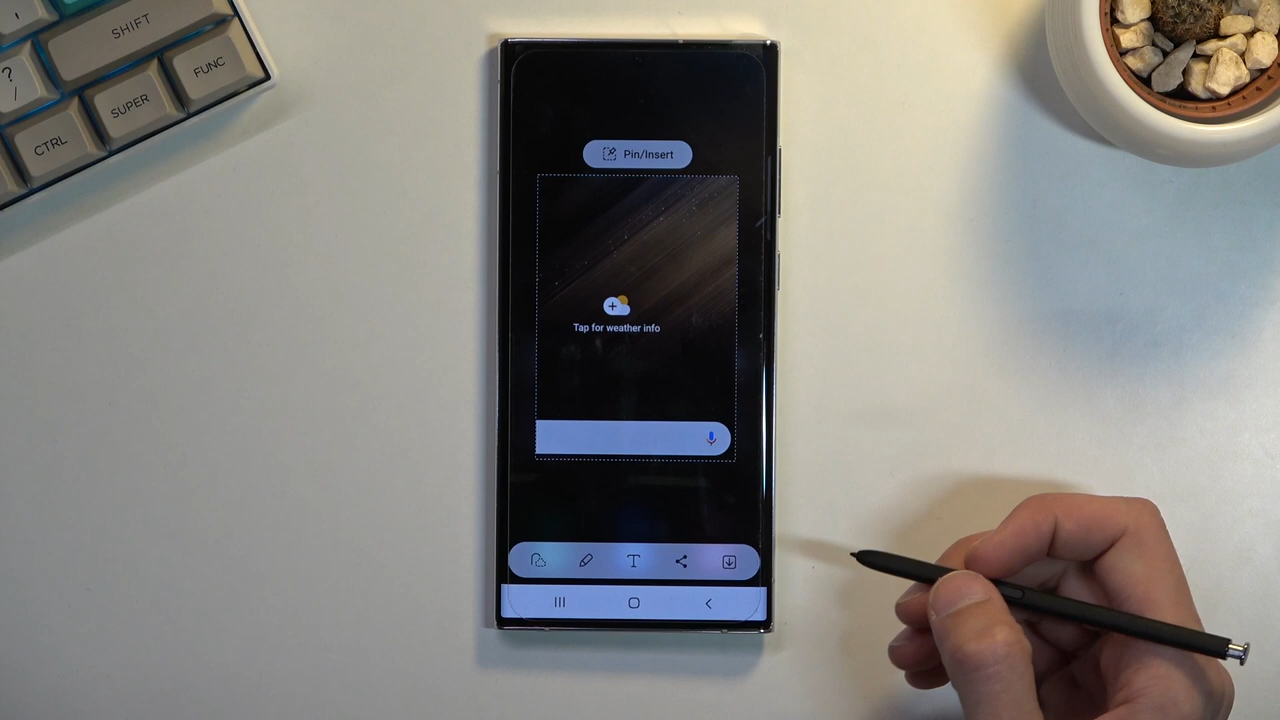 SHIFT
?
/
FUNC
SUPER
CTRL
Pin/Insert
Tap for weather info
T